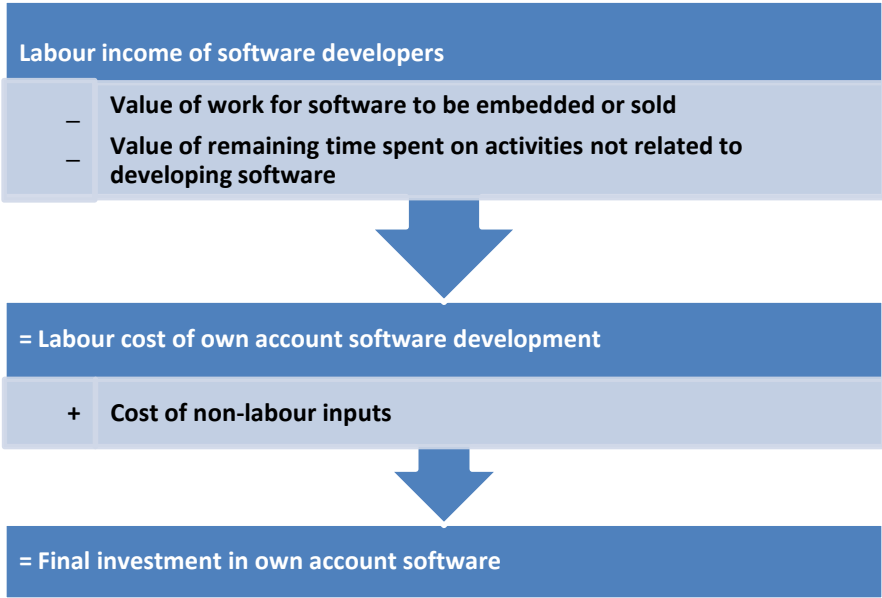 Labour income of software developers
_ Value of work for software to be embedded or sold
_ Value of remaining time spent on activities not related to
developing software
= Labour cost of own account software development
+ Cost of non-labour inputs
= Final investment in own account software